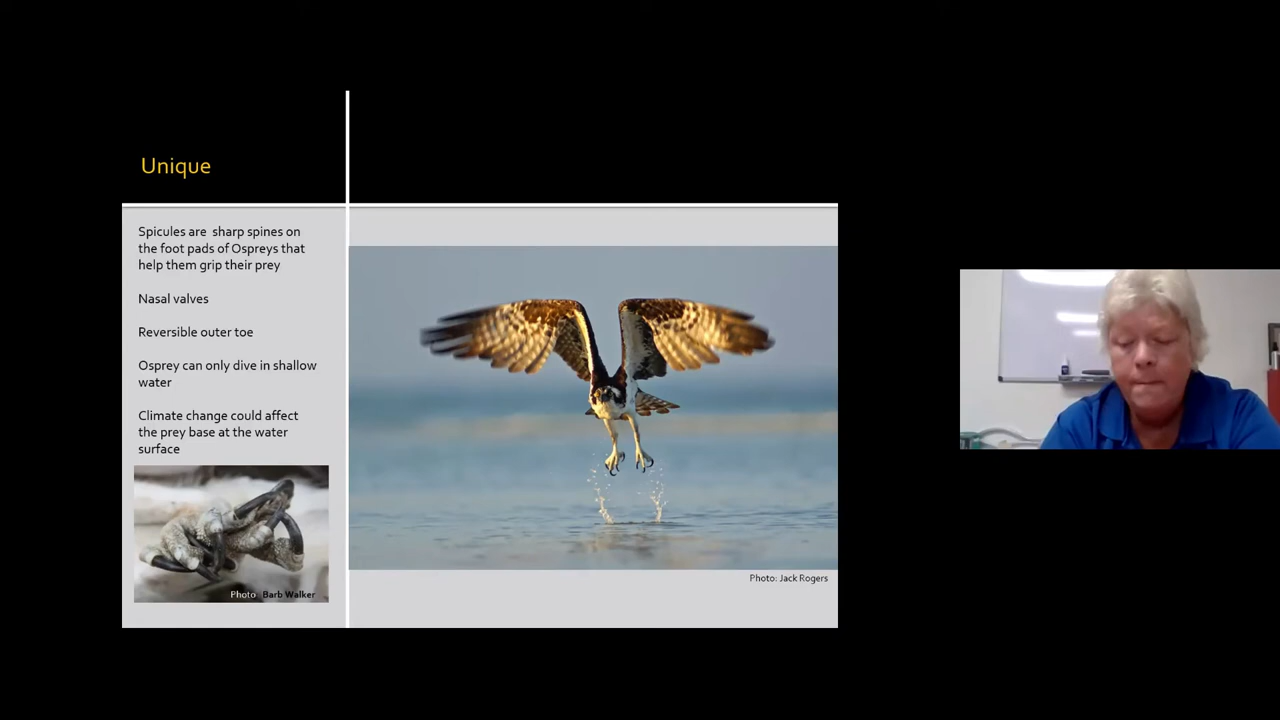 Unique
Spicules are  sharp spines on
the foot pads of Ospreys that
help them grip their prey
Nasal valves
Reversible outer toe
Osprey can only dive in shallow
water
Climate change could affect
the prey base at the water
surface
Photo  Barb Walker
Photo: Jack Rogers